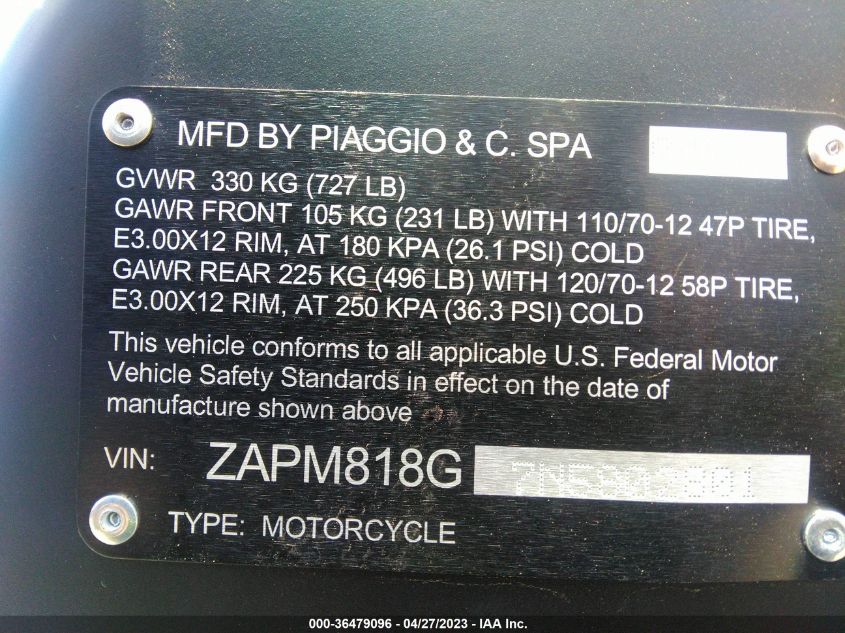 MFD BY PIAGGIO & C. SPA
GVWR 330 KG (727 LB)
GAWR FRONT 105 KG (231 LB) WITH 110/70-12 47P TIRE,
E3.00X12 RIM, AT 180 KPA (26.1 PSI) COLD
GAWR REAR 225 KG (496 LB) WITH 120/70-12 58P TIRE,
E3.00X12 RIM, AT 250 KPA (36.3 PSI) COLD
This vehicle conforms to all applicable U.S. Federal Motor
Vehicle Safety Standards in effect on the date of
manufacture shown above
VIN: ZAPM818G
TYPE: MOTORCYCLE
000-36479096 - 04/27/2023 - IAA Inc.